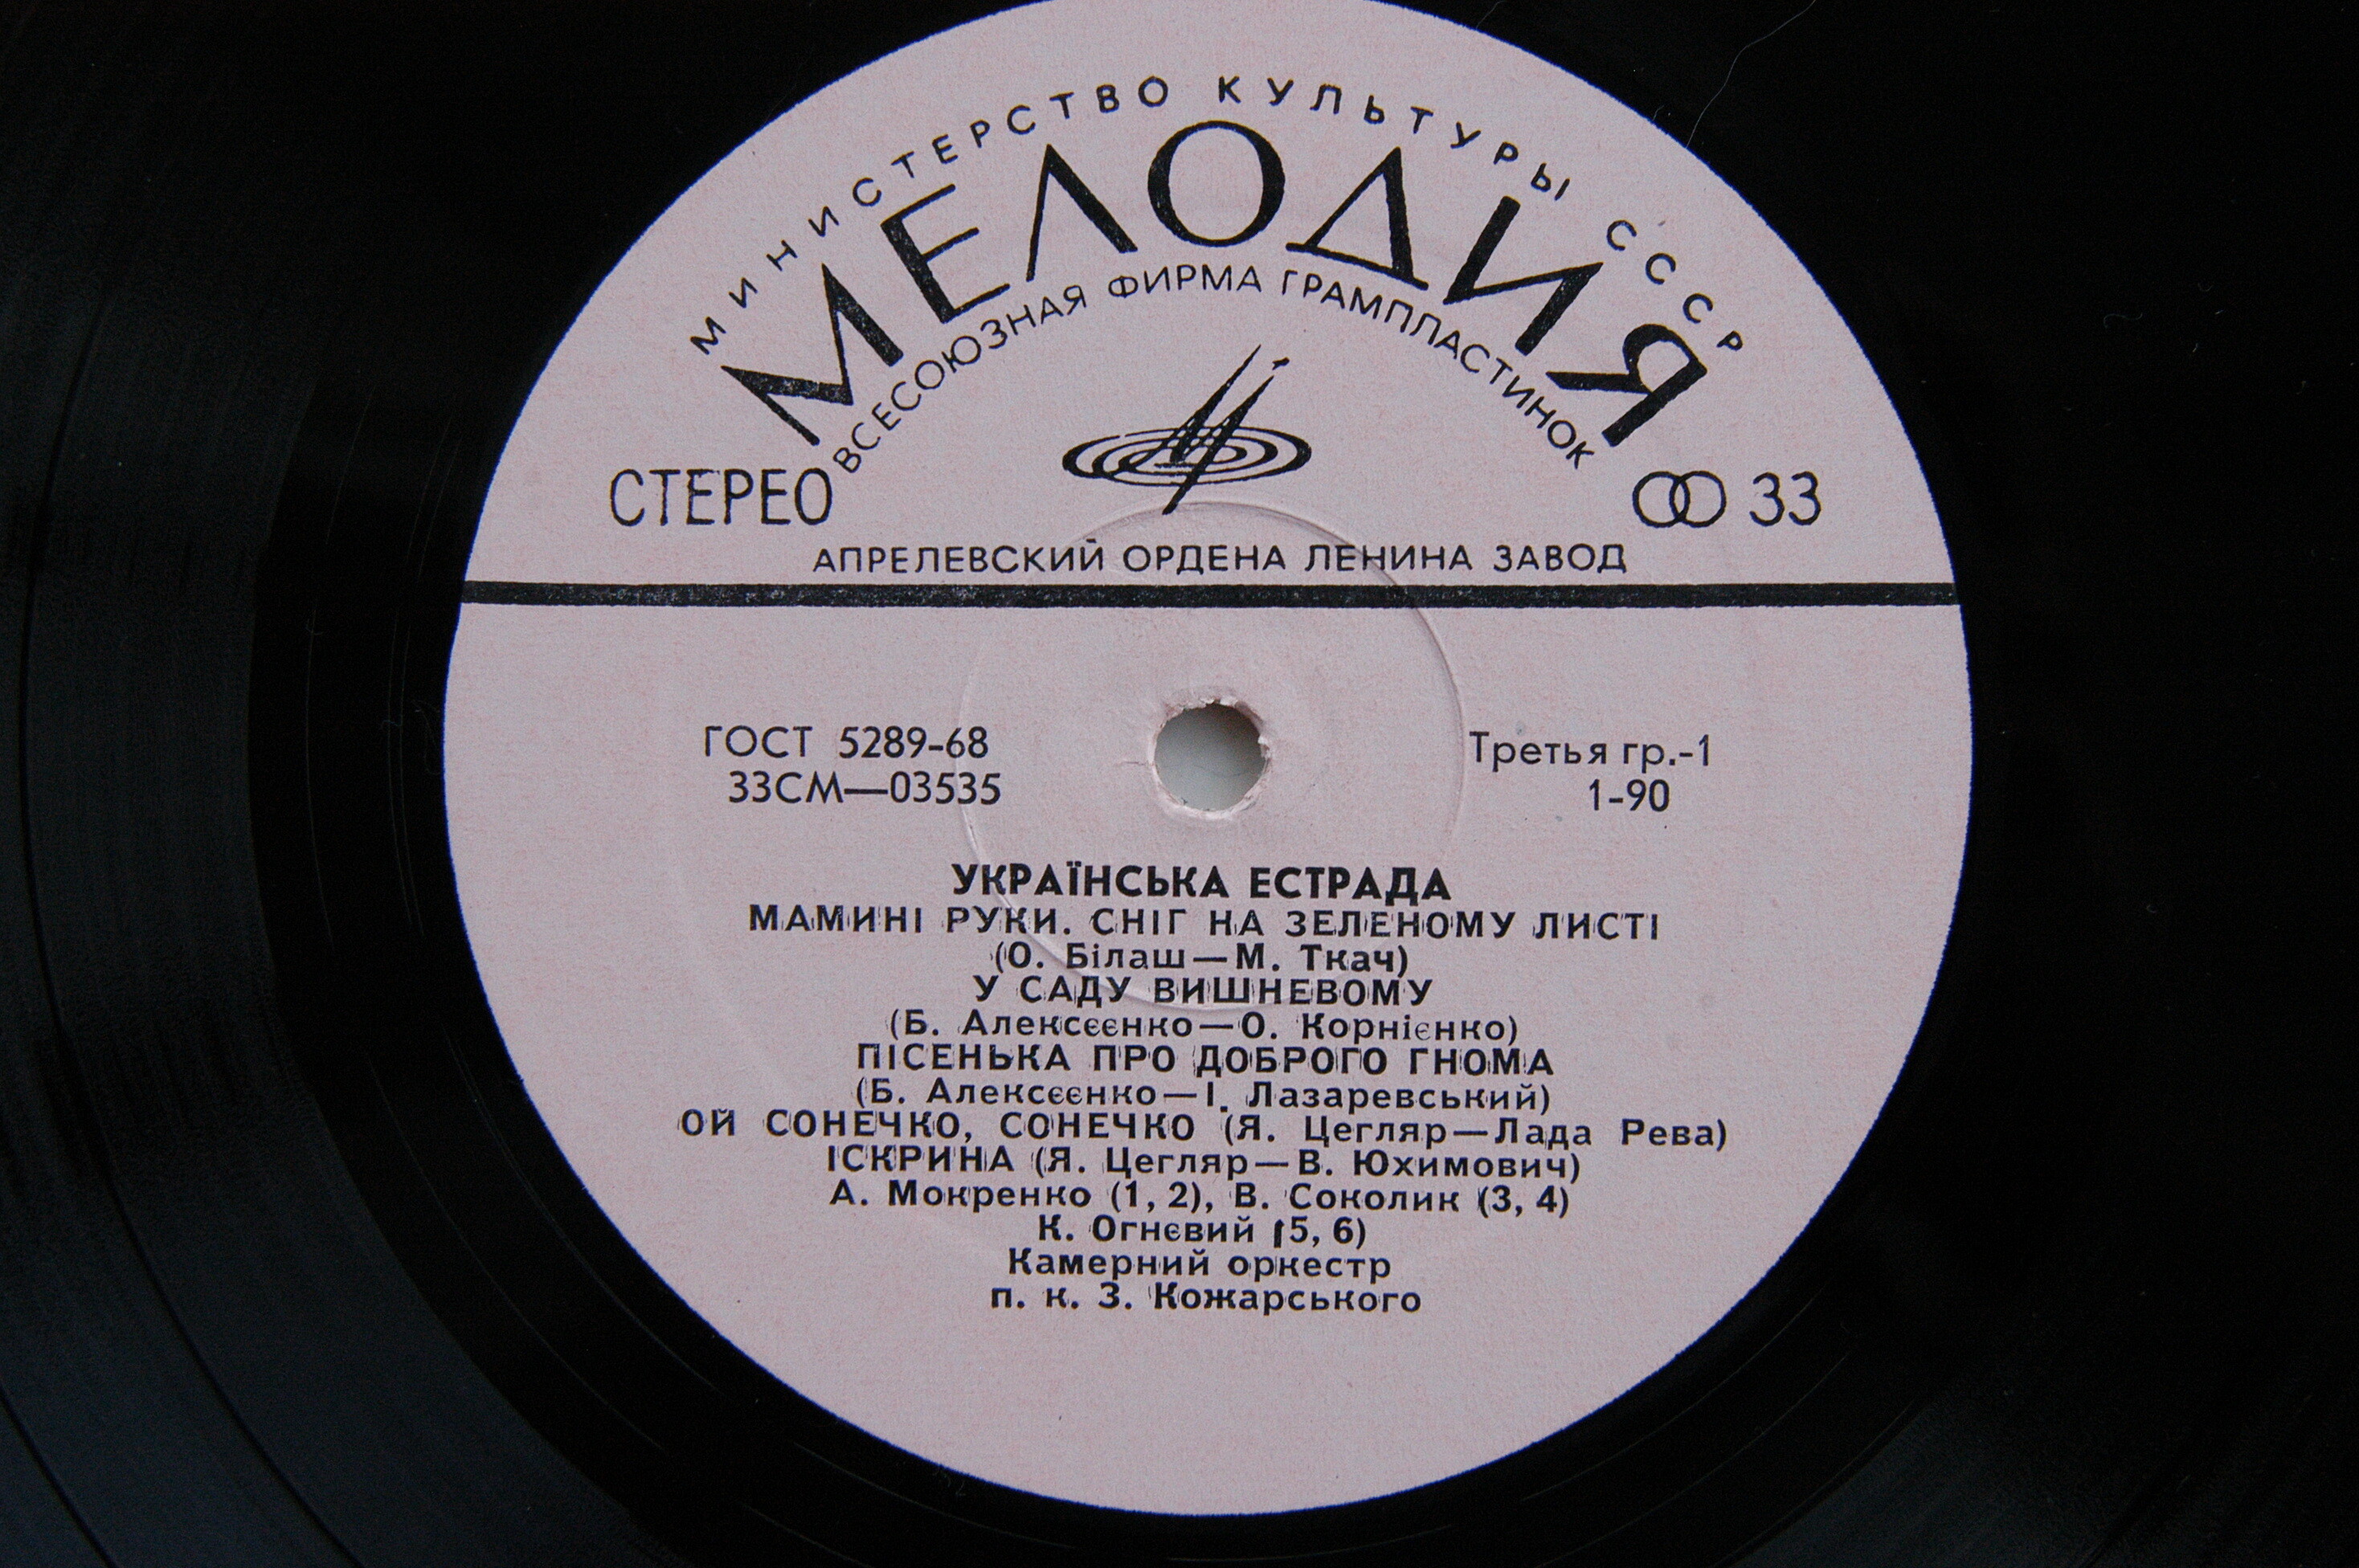 МИНИСТЕРСТВО КУЛЬТУРЫ СССР
МЕЛОДИЯ
ВСЕСОЮЗНАЯ ФИРМА ГРАМПЛАСТИНОК
СТЕРЕО
33
АПРЕЛЕВСКИЙ ОРДЕНА ЛЕНИНА ЗАВОД
ГОСТ 5289-68
33СМ—03535
Третья гр.-1
1-90
УКРАЇНСЬКА ЕСТРАДА
МАМИНІ РУКИ. СНІГ НА ЗЕЛЕНОМУ ЛИСТІ
(О. Білаш—М. Ткач)
У САДУ ВИШНЕВОМУ
(Б. Алексєєнко—О. Корнієнко)
ПІСЕНЬКА ПРО ДОБРОГО ГНОМА
(Б. Алексєєнко—І. Лазаревський)
ОЙ СОНЕЧКО, СОНЕЧКО (Я. Цегляр—Лада Рева)
ІСКРИНА (Я. Цегляр—В. Юхимович)
А. Мокренко (1, 2), В. Соколик (3, 4)
К. Огнєвий (5, 6)
Камерний оркестр
п. к. З. Кожарського